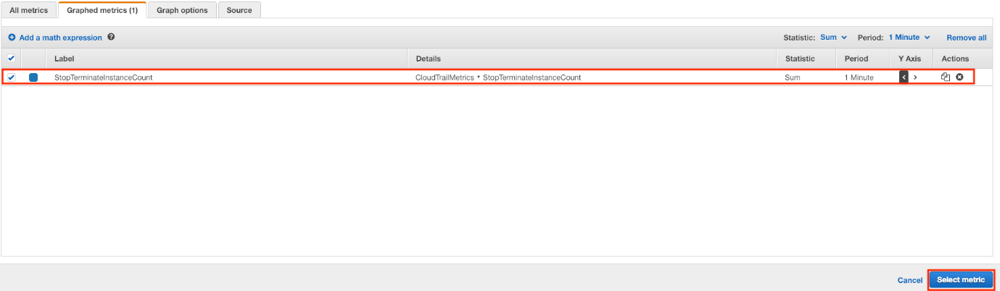 All metrics Graphed metrics (1) Graph options Source
Add a math expression ? Statistic: Sum Period: 1 Minute Remove all
Label Details Statistic Period Y Axis Actions
StopTerminateInstanceCount CloudTrailMetrics • StopTerminateInstanceCount Sum 1 Minute < >
Cancel Select metric